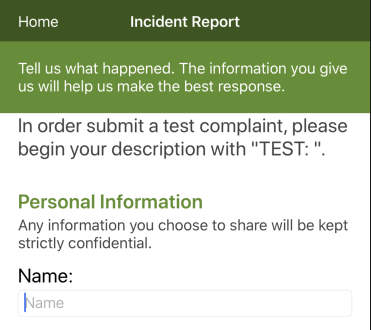 Home Incident Report
Tell us what happened. The information you give
us will help us make the best response.
In order submit a test complaint, please
begin your description with "TEST: ".
Personal Information
Any information you choose to share will be kept
strictly confidential.
Name:
Name